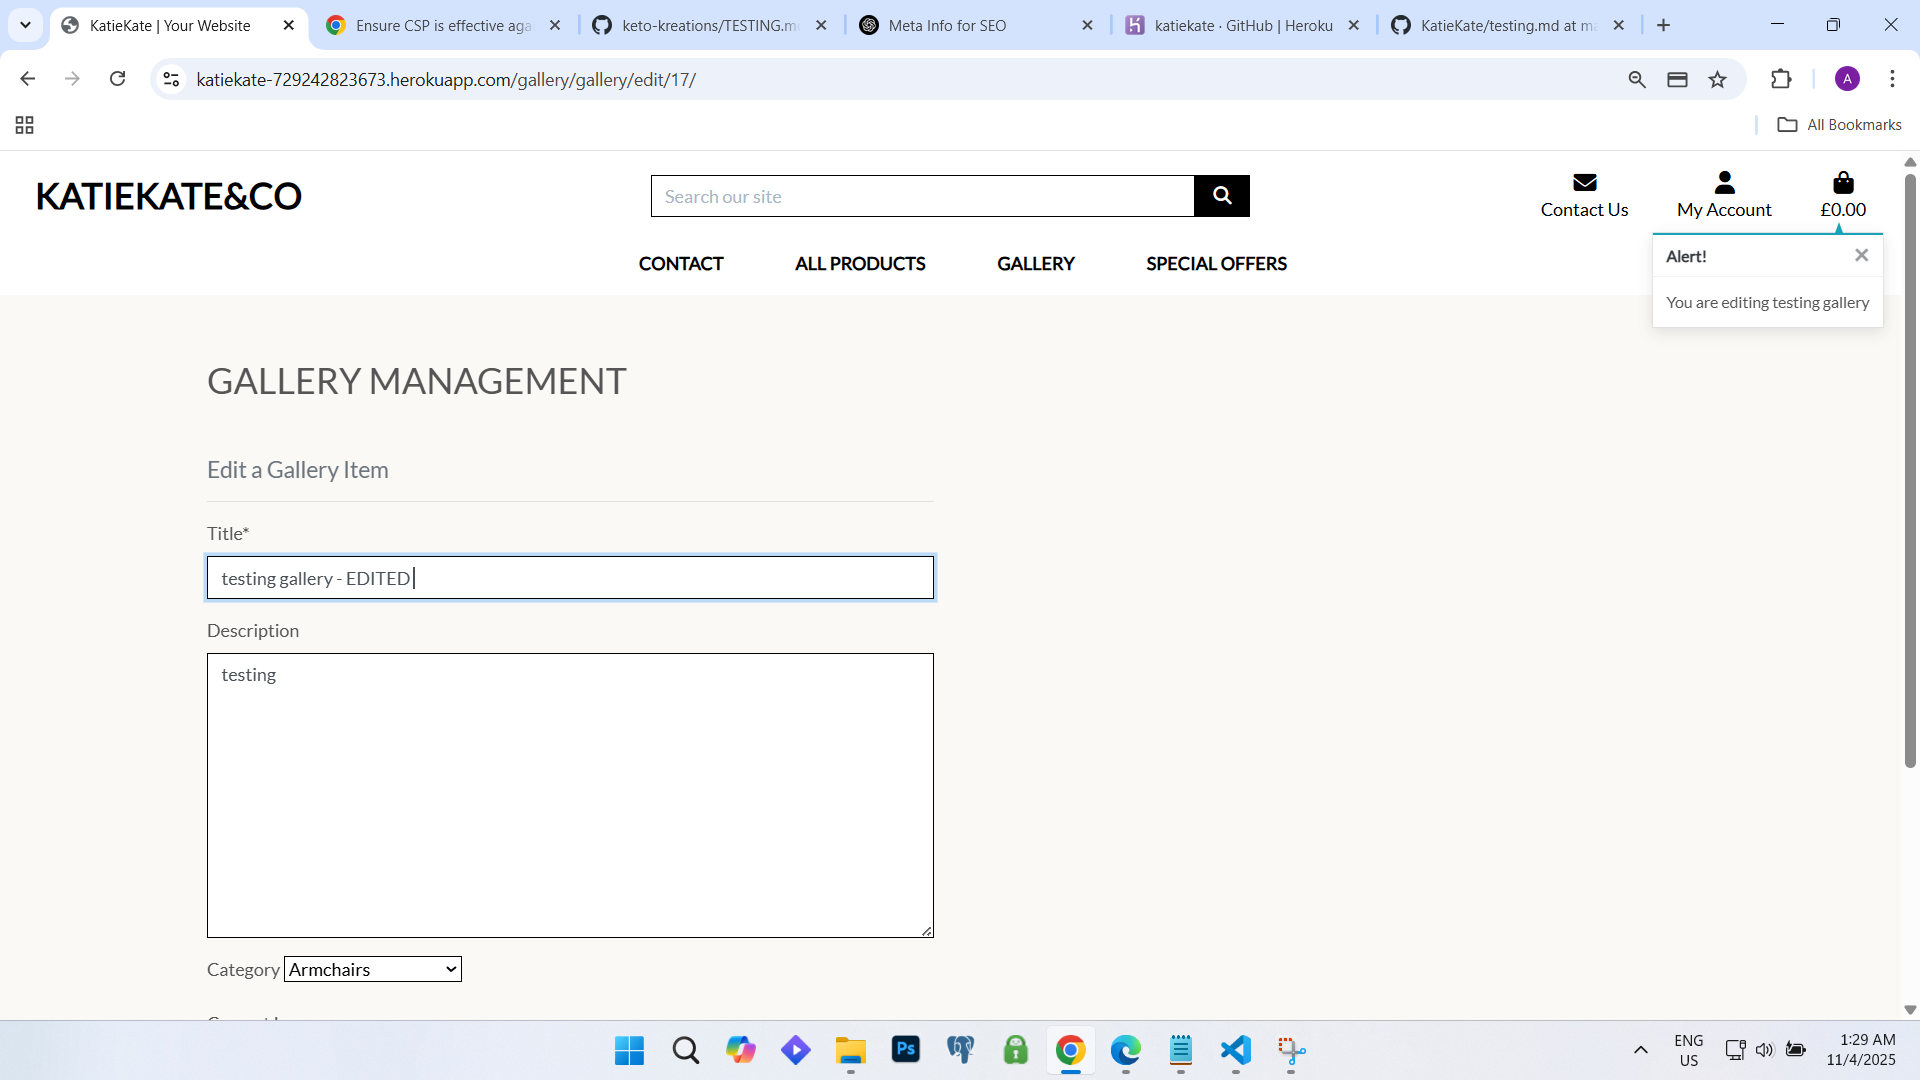 KatieKate | Your Website
Ensure CSP is effective aga
keto-kreations/TESTING.m
Meta Info for SEO
katiekate · GitHub | Heroku
KatieKate/testing.md at ma
katiekate-729242823673.herokuapp.com/gallery/gallery/edit/17/
A
All Bookmarks
KATIEKATE&CO
Search our site
Contact Us
My Account
£0.00
CONTACT
ALL PRODUCTS
GALLERY
SPECIAL OFFERS
Alert!
You are editing testing gallery
GALLERY MANAGEMENT
Edit a Gallery Item
Title*
testing gallery - EDITED
Description
testing
Category Armchairs
Ps
ENG
US
1:29 AM
11/4/2025